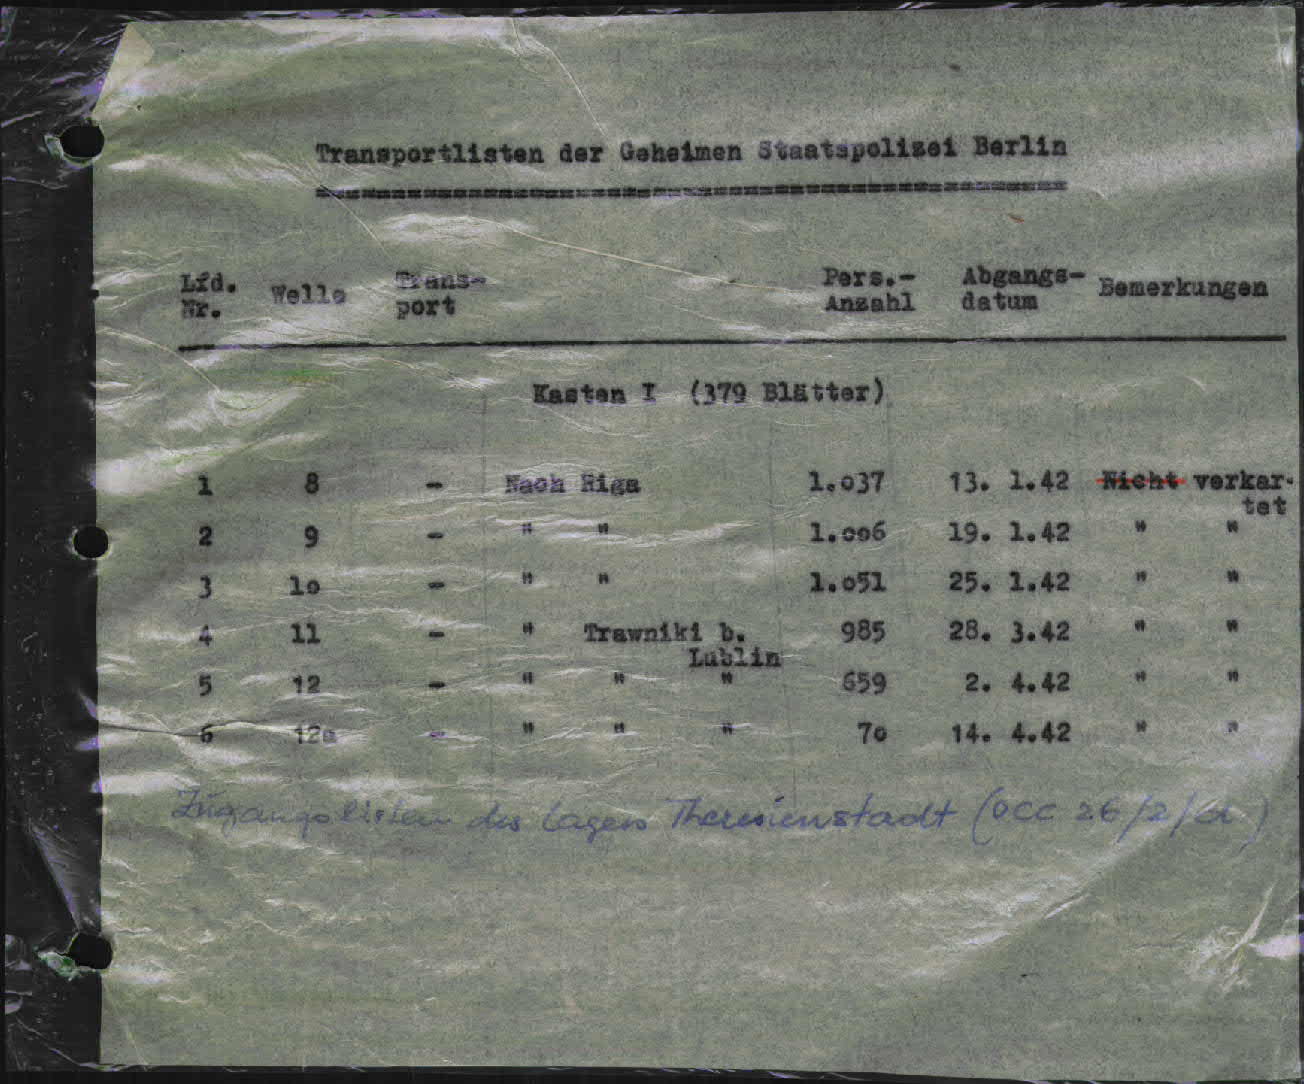 Transportlisten der Geheimen Staatspolizei Berlin
Lfd. Nr. Welle Trans-port Pers.-Anzahl Abgangs-datum Bemerkungen
Kasten I (379 Blätter)
1 8 - Nach Riga 1.o37 13. 1.42 Nicht verkar-tet
2 9 - " " 1.oo6 19. 1.42 " "
3 1o - " " 1.o51 25. 1.42 " "
4 11 - " Trawniki b. Lublin 985 28. 3.42 " "
5 12 - " " " 659 2. 4.42 " "
6 12a - " " " 7o 14. 4.42 " "
Zugangslisten des Lagers Theresienstadt (OCC 26/2/